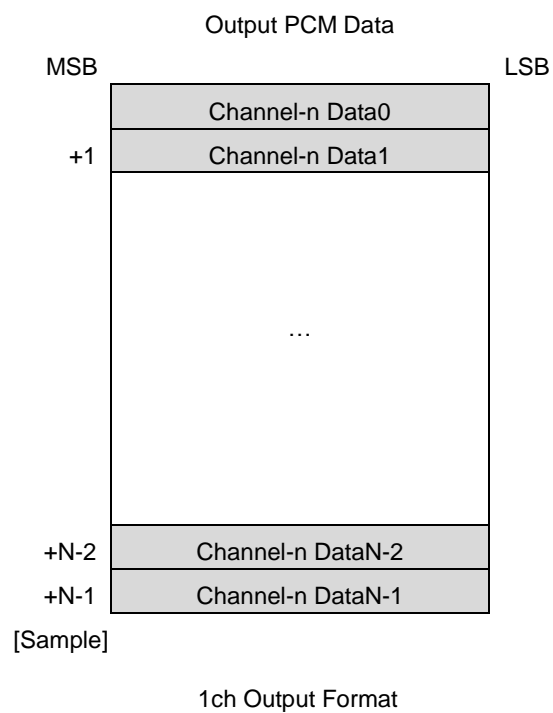 Output PCM Data
MSB LSB
Channel-n Data0
+1 Channel-n Data1
…
+N-2 Channel-n DataN-2
+N-1 Channel-n DataN-1
[Sample]
1ch Output Format